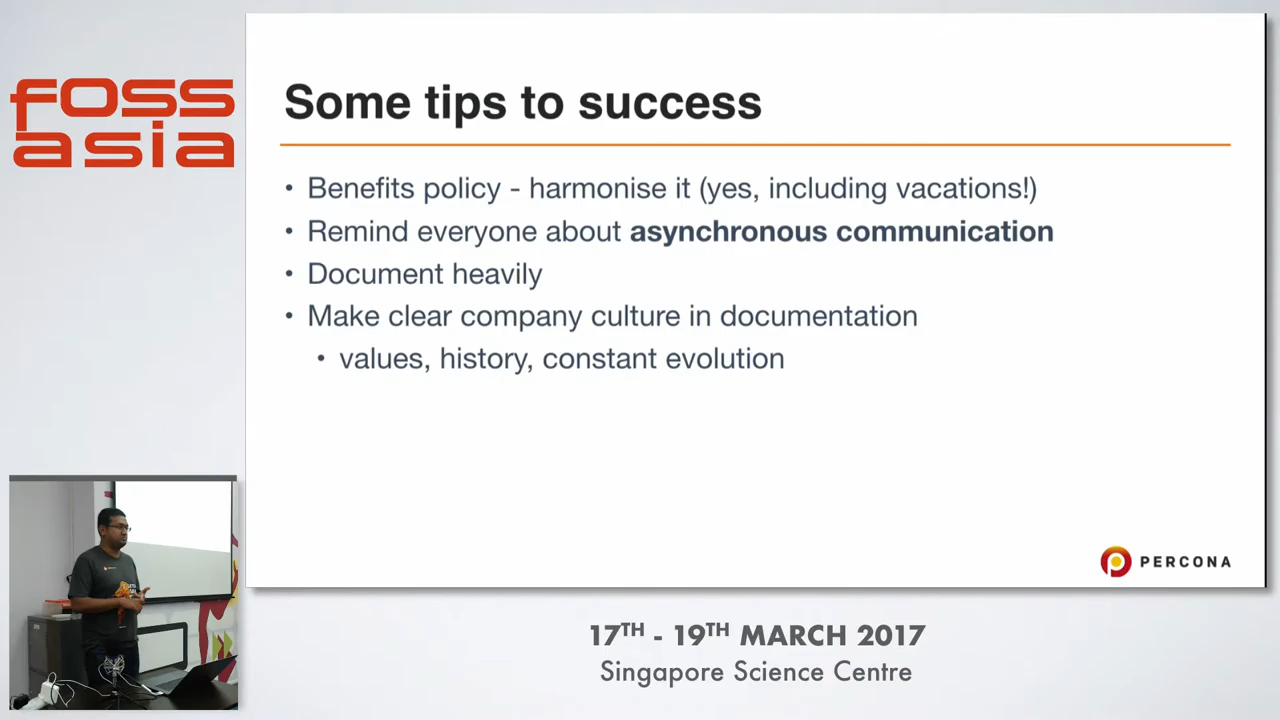 foss
asia
Some tips to success
• Benefits policy - harmonise it (yes, including vacations!)
• Remind everyone about asynchronous communication
• Document heavily
• Make clear company culture in documentation
• values, history, constant evolution
PERCONA
17TH - 19TH MARCH 2017
Singapore Science Centre